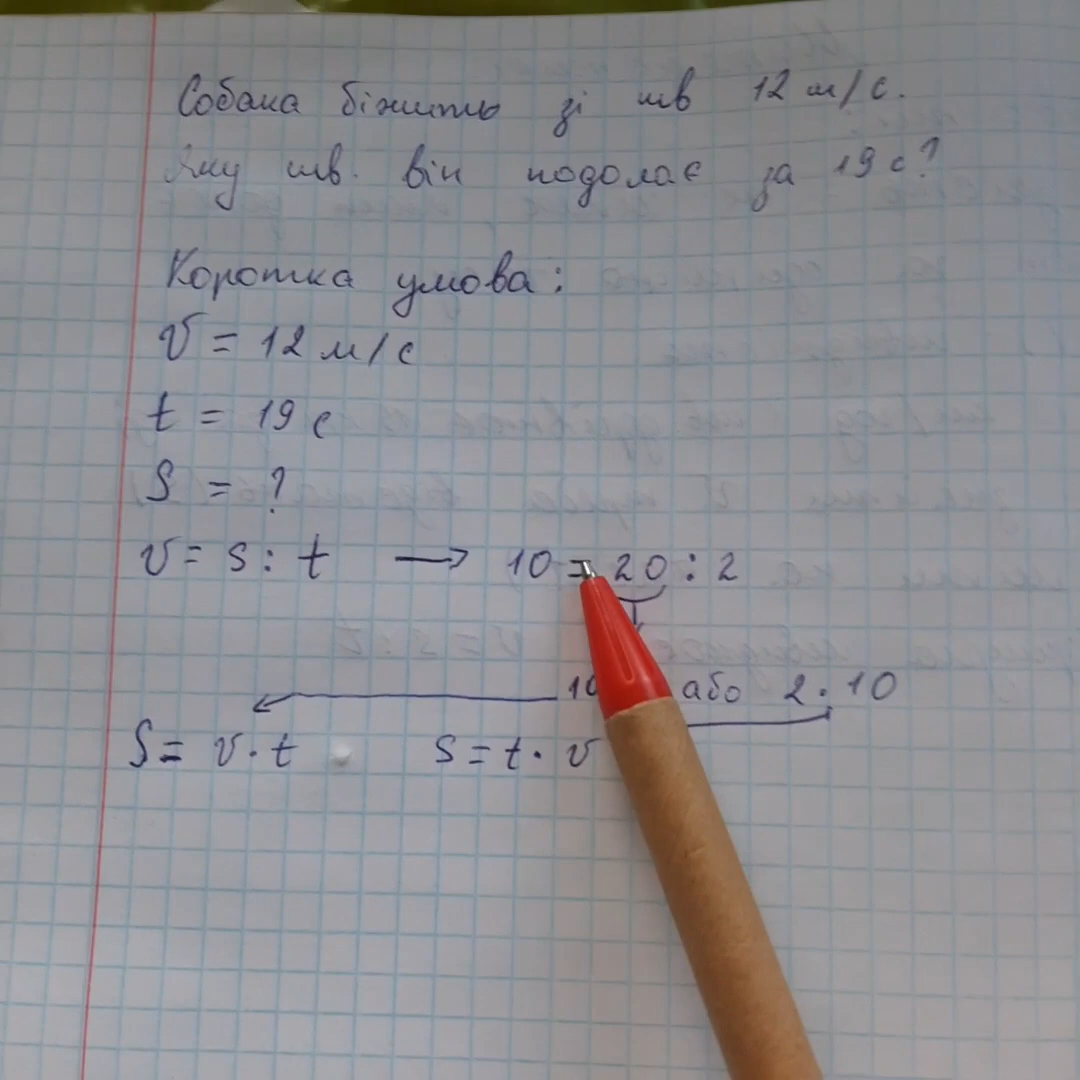 Собака біжить зі шв 12 м/с.
Яку шв. він подолає за 19 с?
Коротка умова:
V = 12 м/с
t = 19 с
S = ?
V = S : t → 10 = 20 : 2
10 або 2 · 10
S = V · t S = t · V